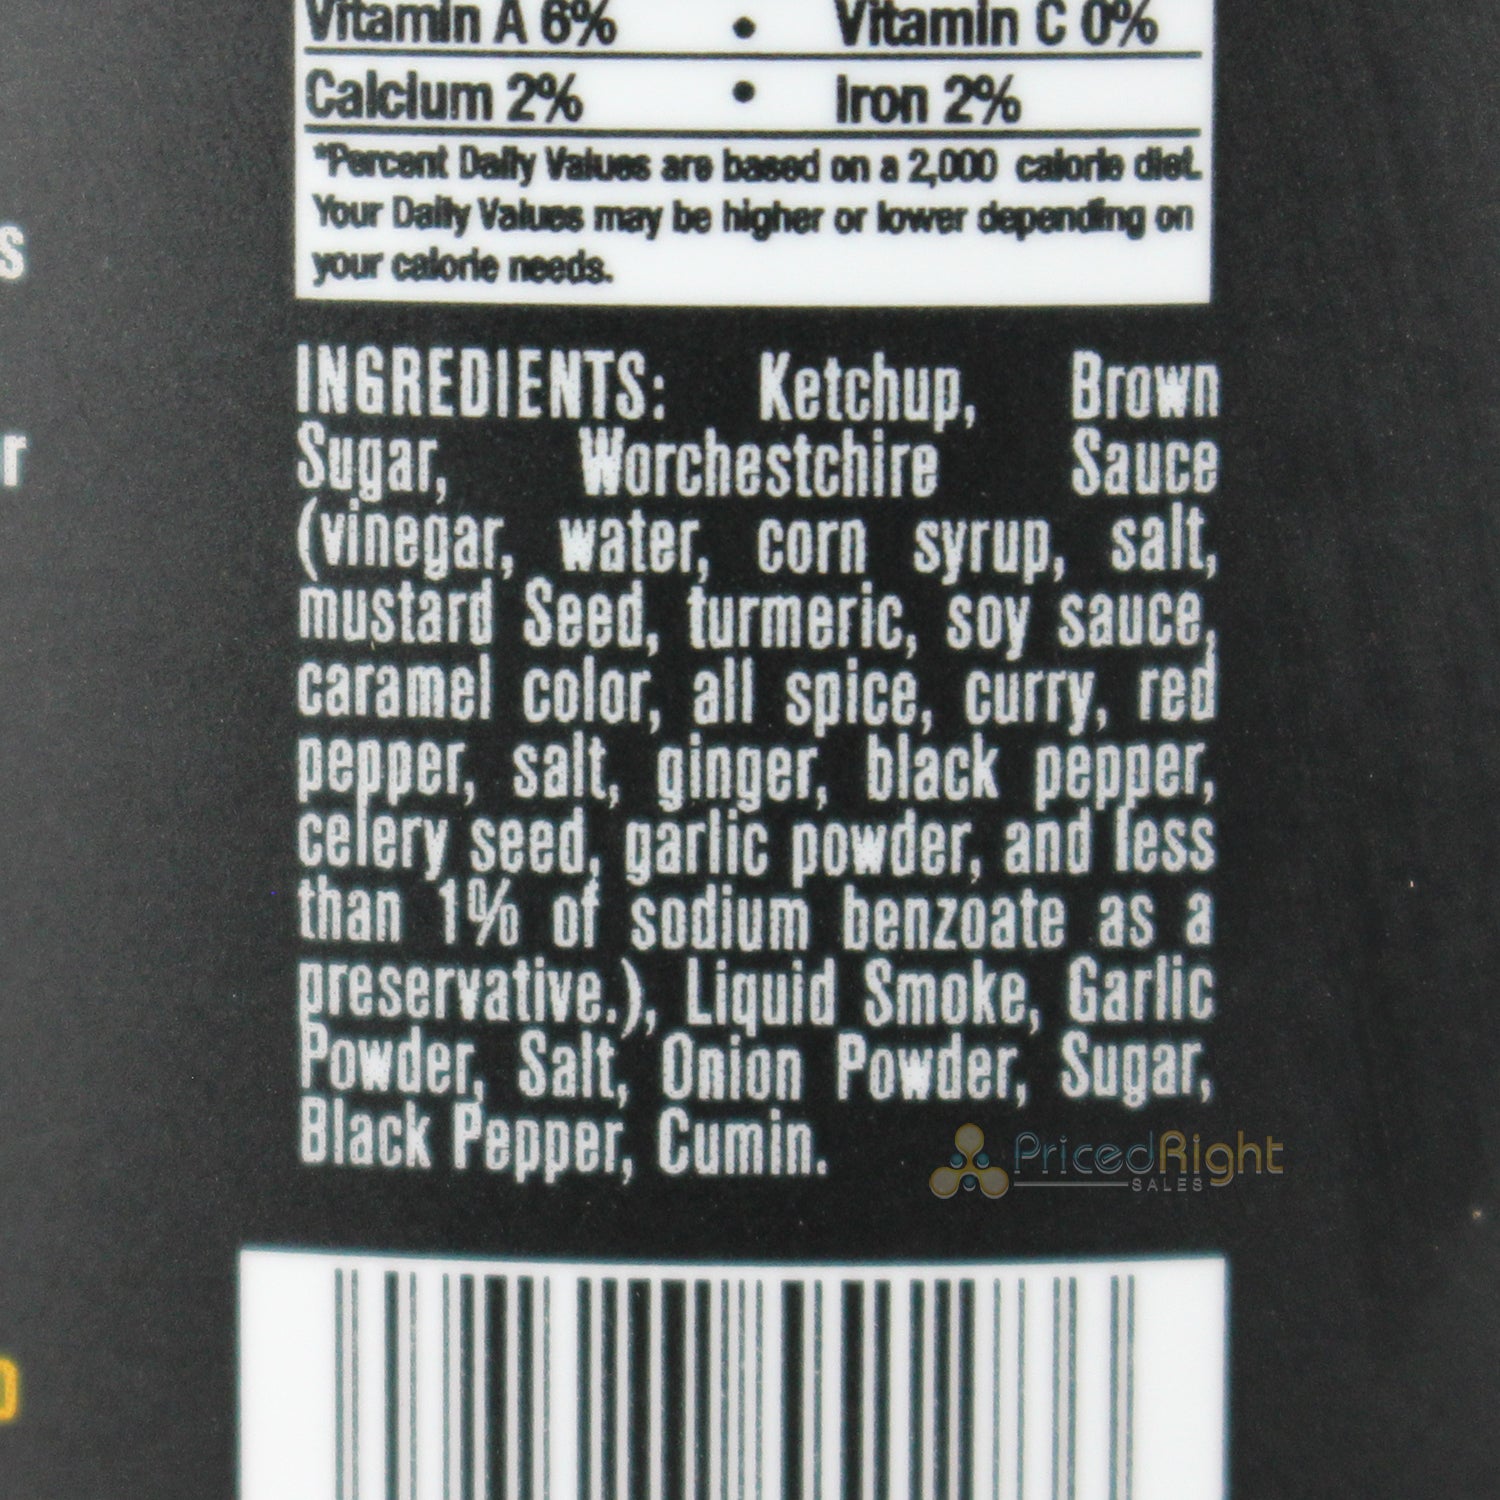 Vitamin A 6% • Vitamin C 0%
Calcium 2% • Iron 2%
*Percent Daily Values are based on a 2,000 calorie diet.
Your Daily Values may be higher or lower depending on
your calorie needs.
s
r
INGREDIENTS: Ketchup, Brown
Sugar, Worchestchire Sauce
(vinegar, water, corn syrup, salt,
mustard Seed, turmeric, soy sauce,
caramel color, all spice, curry, red
pepper, salt, ginger, black pepper,
celery seed, garlic powder, and less
than 1% of sodium benzoate as a
preservative.), Liquid Smoke, Garlic
Powder, Salt, Onion Powder, Sugar,
Black Pepper, Cumin.
PricedRight
SALES